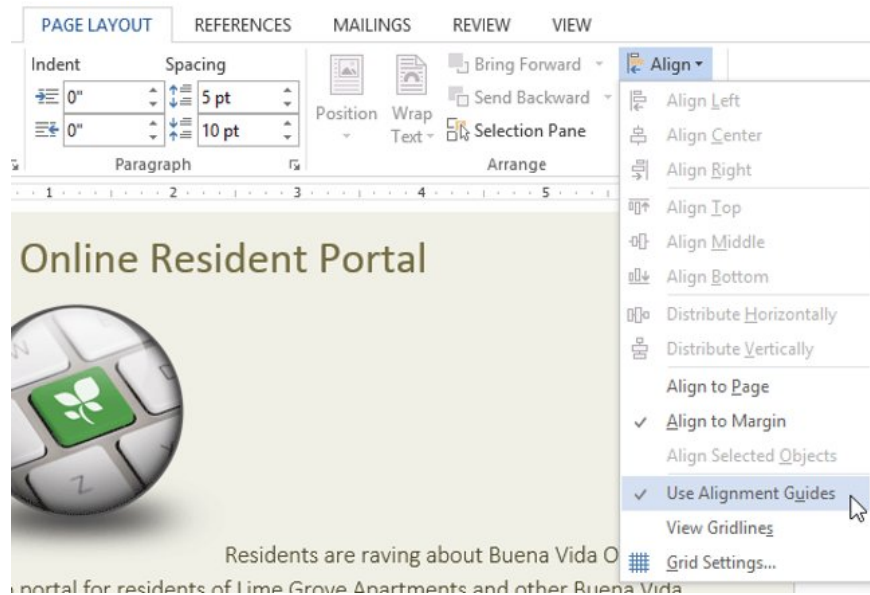 PAGE LAYOUT REFERENCES MAILINGS REVIEW VIEW
Indent Spacing
0" 5 pt
0" 10 pt
Paragraph
Position
Wrap Text
Bring Forward
Send Backward
Selection Pane
Arrange
Align
1 2 3 4 5
Align Left
Align Center
Align Right
Align Top
Align Middle
Align Bottom
Distribute Horizontally
Distribute Vertically
Align to Page
Align to Margin
Align Selected Objects
Use Alignment Guides
View Gridlines
Grid Settings...
Online Resident Portal
W
Z
Residents are raving about Buena Vida O
portal for residents of Lime Grove Apartments and other Buena Vida